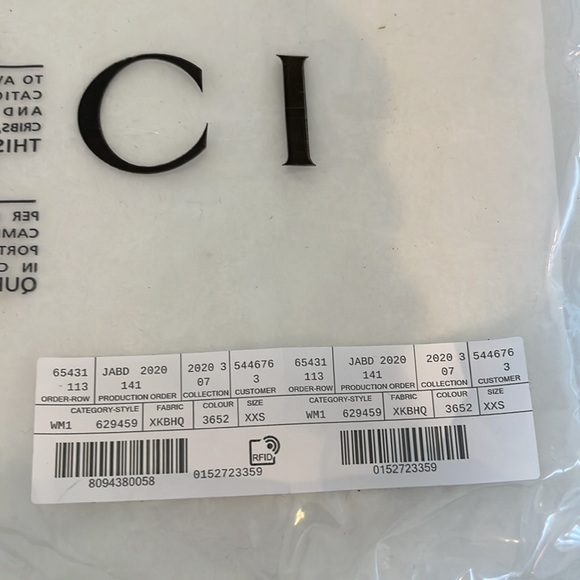 C I
TO AV
CATIO
AND
CRIBS,
THIS
PER
CAM
PORT
IN C
QUI
65431 JABD 2020 2020 3 544676 65431 JABD 2020 2020 3 544676
113 141 07 3 113 141 07 3
ORDER-ROW PRODUCTION ORDER COLLECTION CUSTOMER ORDER-ROW PRODUCTION ORDER COLLECTION CUSTOMER
CATEGORY-STYLE FABRIC COLOUR SIZE CATEGORY-STYLE FABRIC COLOUR SIZE
WM1 629459 XKBHQ 3652 XXS WM1 629459 XKBHQ 3652 XXS
RFID
8094380058 0152723359 0152723359